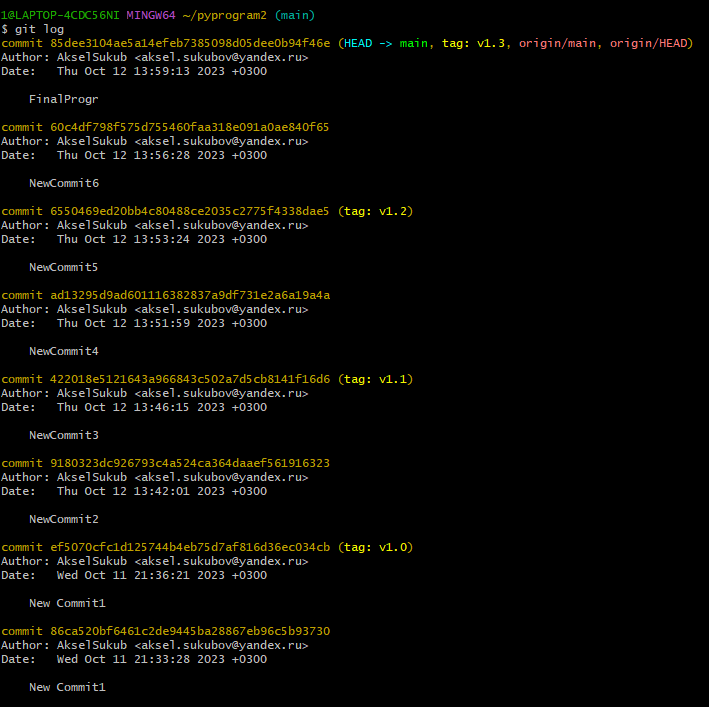 1@LAPTOP-4CDC56NI MINGW64 ~/pyprogram2 (main)
$ git log
commit 85dee3104ae5a14efeb7385098d05dee0b94f46e (HEAD -> main, tag: v1.3, origin/main, origin/HEAD)
Author: AkselSukub <aksel.sukubov@yandex.ru>
Date:   Thu Oct 12 13:59:13 2023 +0300
    FinalProgr
commit 60c4df798f575d755460faa318e091a0ae840f65
Author: AkselSukub <aksel.sukubov@yandex.ru>
Date:   Thu Oct 12 13:56:28 2023 +0300
    NewCommit6
commit 6550469ed20bb4c80488ce2035c2775f4338dae5 (tag: v1.2)
Author: AkselSukub <aksel.sukubov@yandex.ru>
Date:   Thu Oct 12 13:53:24 2023 +0300
    NewCommit5
commit ad13295d9ad601116382837a9df731e2a6a19a4a
Author: AkselSukub <aksel.sukubov@yandex.ru>
Date:   Thu Oct 12 13:51:59 2023 +0300
    NewCommit4
commit 422018e5121643a966843c502a7d5cb8141f16d6 (tag: v1.1)
Author: AkselSukub <aksel.sukubov@yandex.ru>
Date:   Thu Oct 12 13:46:15 2023 +0300
    NewCommit3
commit 9180323dc926793c4a524ca364daaef561916323
Author: AkselSukub <aksel.sukubov@yandex.ru>
Date:   Thu Oct 12 13:42:01 2023 +0300
    NewCommit2
commit ef5070cfc1d125744b4eb75d7af816d36ec034cb (tag: v1.0)
Author: AkselSukub <aksel.sukubov@yandex.ru>
Date:   Wed Oct 11 21:36:21 2023 +0300
    New Commit1
commit 86ca520bf6461c2de9445ba28867eb96c5b93730
Author: AkselSukub <aksel.sukubov@yandex.ru>
Date:   Wed Oct 11 21:33:28 2023 +0300
    New Commit1